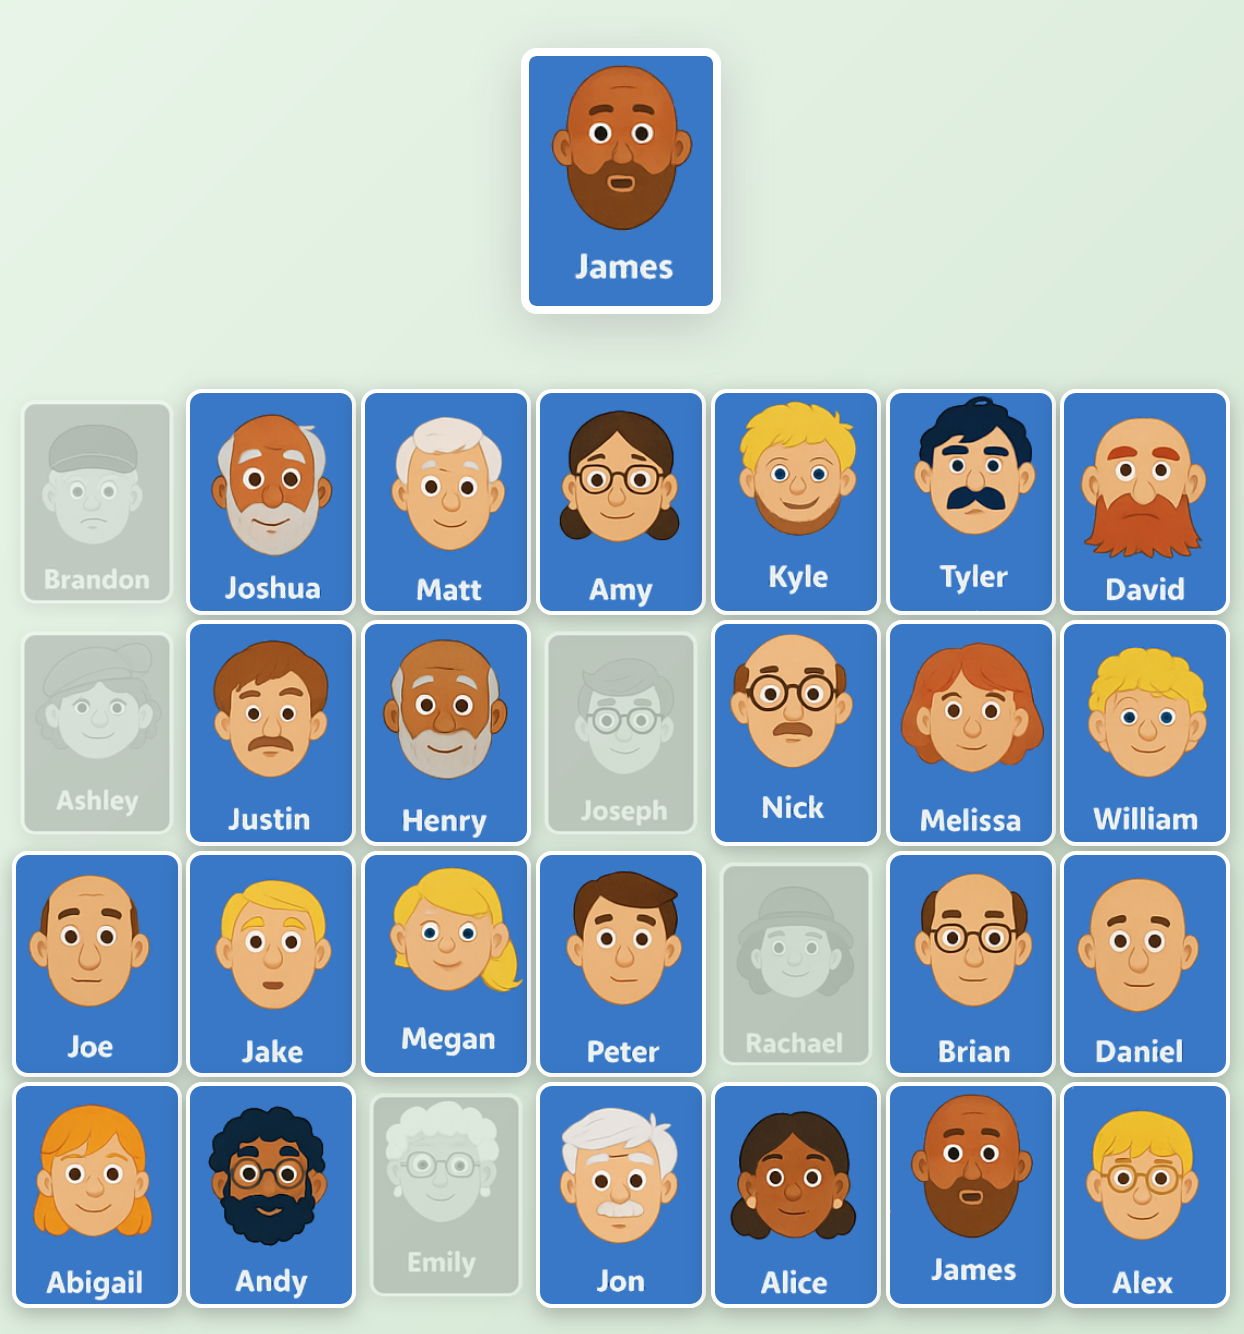 James
Brandon
Joshua
Matt
Amy
Kyle
Tyler
David
Ashley
Justin
Henry
Joseph
Nick
Melissa
William
Joe
Jake
Megan
Peter
Rachael
Brian
Daniel
Abigail
Andy
Emily
Jon
Alice
James
Alex